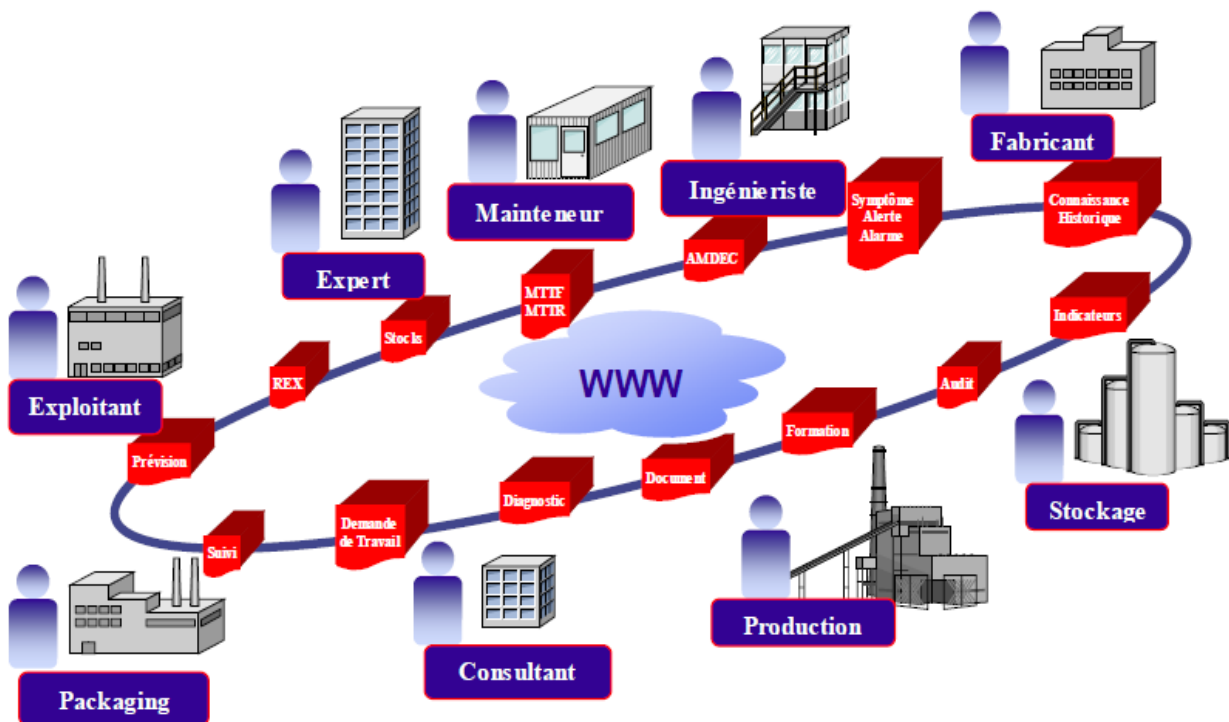 Fabricant
Ingénieriste
Mainteneur
Expert
Exploitant
Symptôme
Alerte
Alarme
Connaissance
Historique
AMDEC
MTTF
MTTR
Stocks
REX
Prévision
Indicateurs
Audit
Formation
Document
Diagnostic
Demande
de Travail
Suivi
WWW
Stockage
Production
Consultant
Packaging